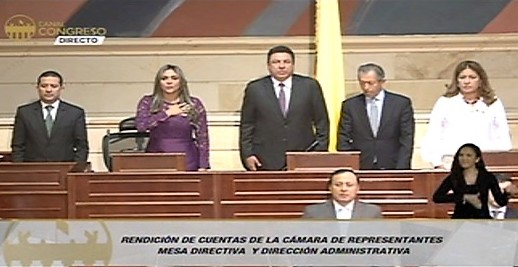 CANAL
CONGRESO
DIRECTO
RENDICIÓN DE CUENTAS DE LA CÁMARA DE REPRESENTANTES
MESA DIRECTIVA Y DIRECCIÓN ADMINISTRATIVA